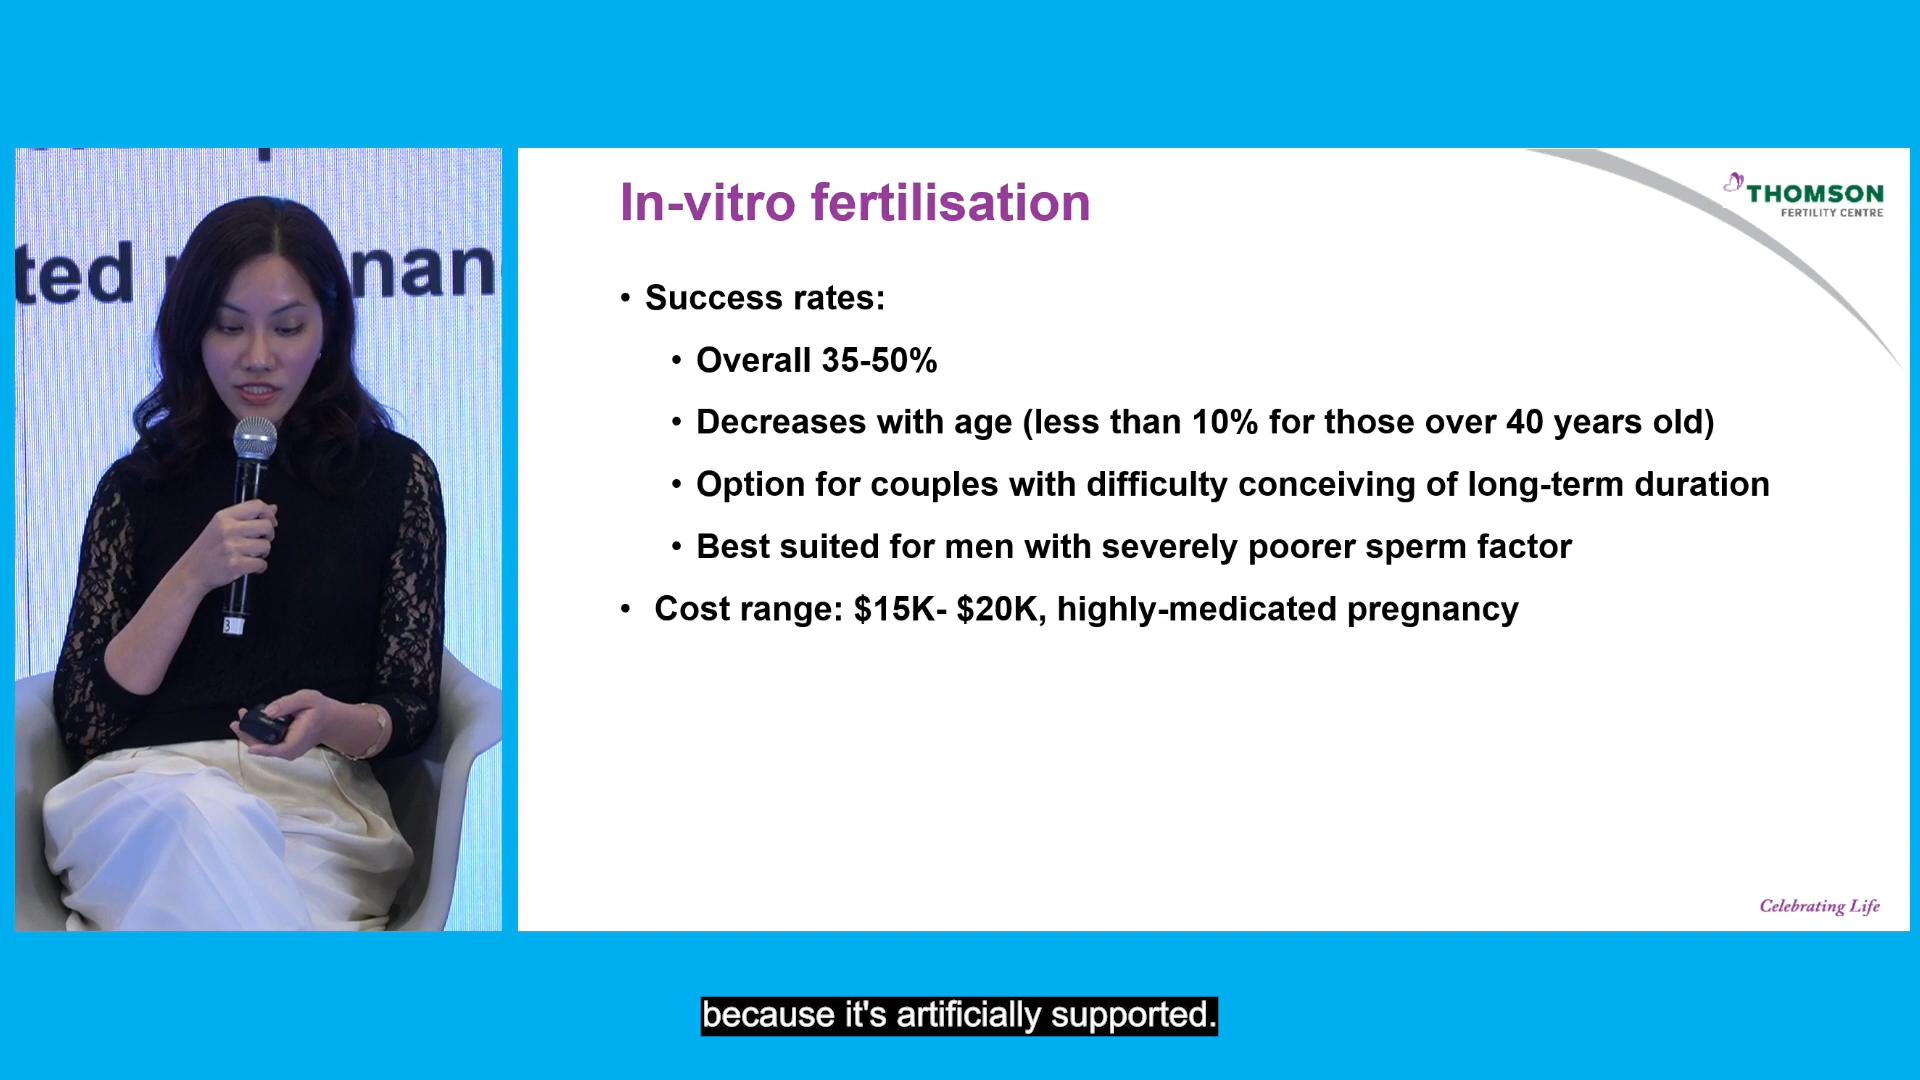 ted nan
In-vitro fertilisation
THOMSON
FERTILITY CENTRE
• Success rates:
• Overall 35-50%
• Decreases with age (less than 10% for those over 40 years old)
• Option for couples with difficulty conceiving of long-term duration
• Best suited for men with severely poorer sperm factor
• Cost range: $15K- $20K, highly-medicated pregnancy
3
Celebrating Life
because it's artificially supported.